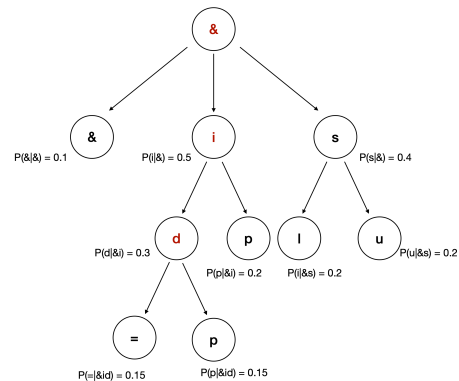 &
& i s
P(&|&) = 0.1 P(i|&) = 0.5 P(s|&) = 0.4
d p l u
P(d|&i) = 0.3 P(p|&i) = 0.2 P(i|&s) = 0.2 P(u|&s) = 0.2
= p
P(=|&id) = 0.15 P(p|&id) = 0.15